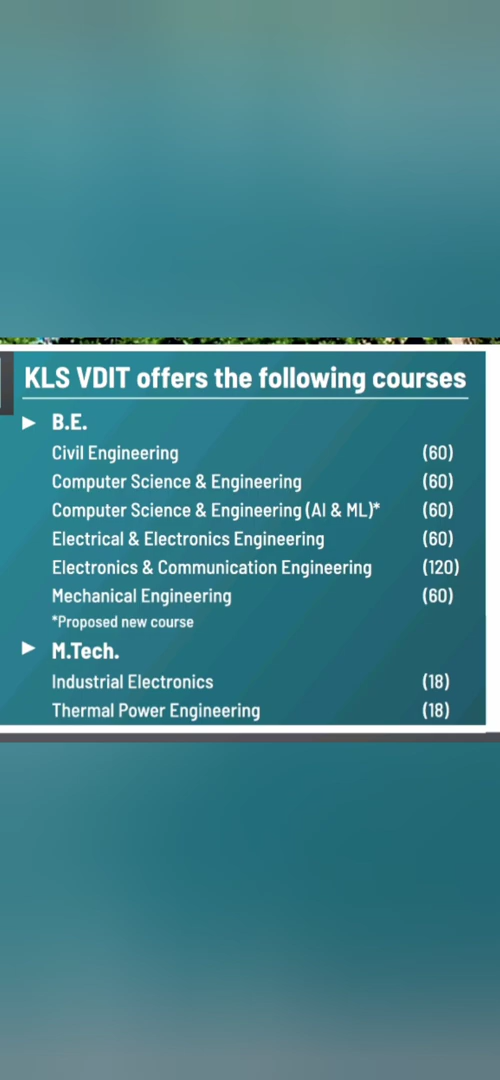 KLS VDIT offers the following courses
► B.E.
Civil Engineering (60)
Computer Science & Engineering (60)
Computer Science & Engineering (AI & ML)* (60)
Electrical & Electronics Engineering (60)
Electronics & Communication Engineering (120)
Mechanical Engineering (60)
*Proposed new course
► M.Tech.
Industrial Electronics (18)
Thermal Power Engineering (18)